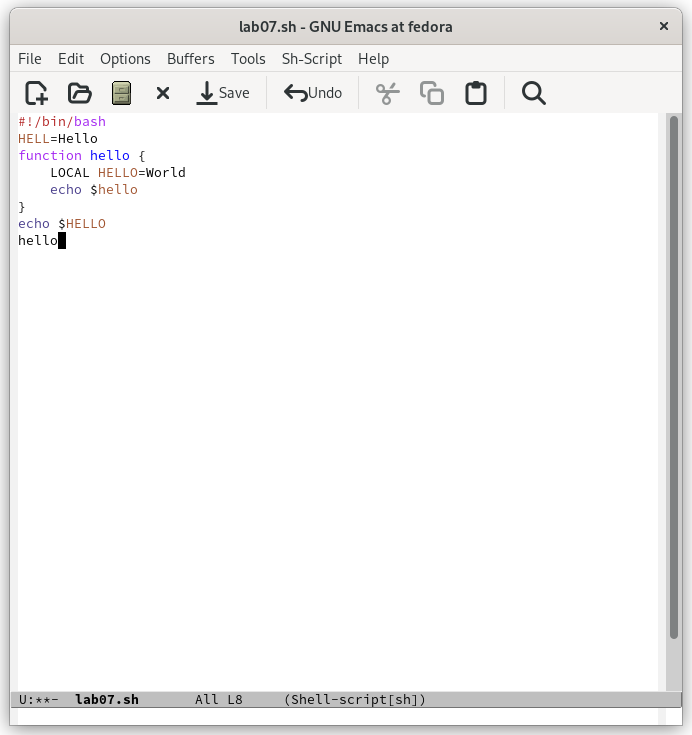 lab07.sh - GNU Emacs at fedora ×
File Edit Options Buffers Tools Sh-Script Help
Save Undo
#!/bin/bash
HELL=Hello
function hello {
    LOCAL HELLO=World
    echo $hello
}
echo $HELLO
hello
U:**- lab07.sh All L8 (Shell-script[sh])